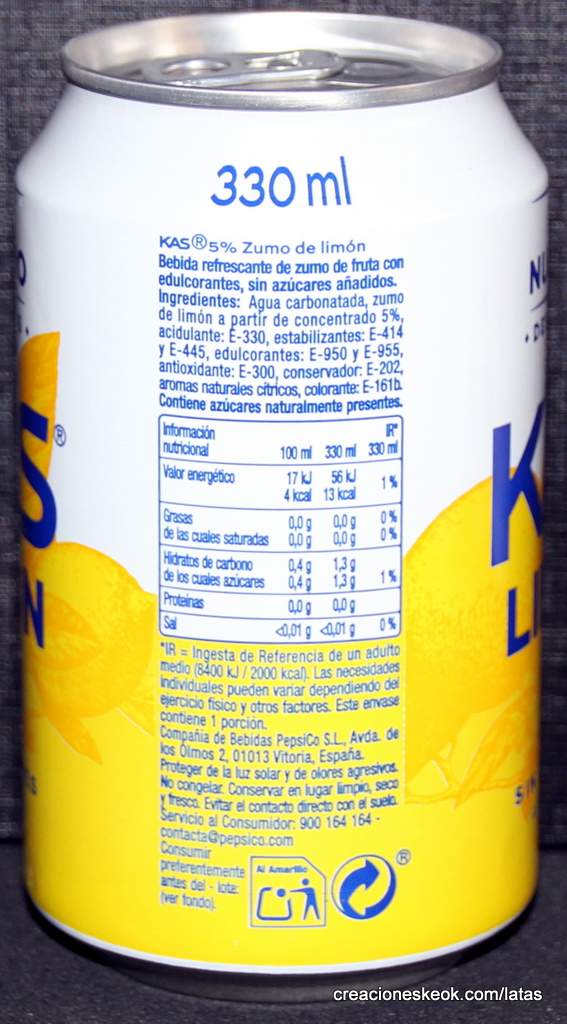 330 ml
KAS® 5% Zumo de limón
Bebida refrescante de zumo de fruta con
edulcorantes, sin azúcares añadidos.
Ingredientes: Agua carbonatada, zumo
de limón a partir de concentrado 5%,
acidulante: E-330, estabilizantes: E-414
y E-445, edulcorantes: E-950 y E-955,
antioxidante: E-300, conservador: E-202,
aromas naturales cítricos, colorante: E-161b.
Contiene azúcares naturalmente presentes.
Información nutricional 100 ml 330 ml IR* 330 ml
Valor energético 17 kJ 56 kJ 1%
4 kcal 13 kcal
Grasas 0,0 g 0,0 g 0%
de las cuales saturadas 0,0 g 0,0 g 0%
Hidratos de carbono 0,4 g 1,3 g
de los cuales azúcares 0,4 g 1,3 g 1%
Proteínas 0,0 g 0,0 g
Sal <0,01 g <0,01 g 0%
*IR = Ingesta de Referencia de un adulto
medio (8400 kJ / 2000 kcal). Las necesidades
individuales pueden variar dependiendo del
ejercicio físico y otros factores. Este envase
contiene 1 porción.
Compañía de Bebidas PepsiCo S.L., Avda. de
los Olmos 2, 01013 Vitoria, España.
Proteger de la luz solar y de olores agresivos.
No congelar. Conservar en lugar limpio, seco
y fresco. Evitar el contacto directo con el suelo.
Servicio al Consumidor: 900 164 164 -
contacta@pepsico.com
Consumir
preferentemente
antes del - lote:
(ver fondo).
Al Amarillo
®
S®
N
K
LI
creacioneskeok.com/latas